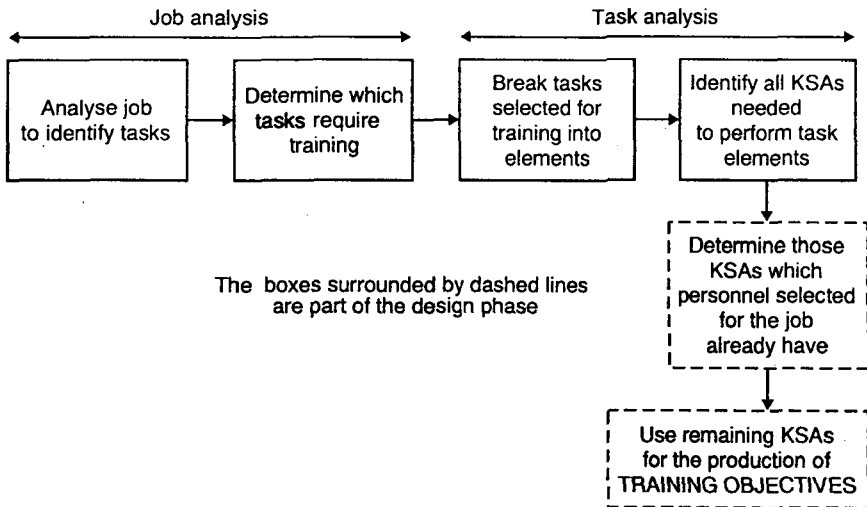 Job analysis
Task analysis
Analyse job
to identify tasks
Determine which
tasks require
training
Break tasks
selected for
training into
elements
Identify all KSAs
needed
to perform task
elements
Determine those
KSAs which
personnel selected
for the job
already have
The boxes surrounded by dashed lines
are part of the design phase
Use remaining KSAs
for the production of
TRAINING OBJECTIVES